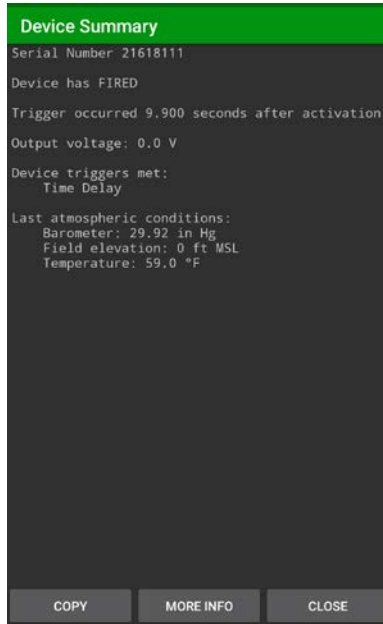 Device Summary
Serial Number 21618111
Device has FIRED
Trigger occurred 9.900 seconds after activation
Output voltage: 0.0 V
Device triggers met:
Time Delay
Last atmospheric conditions:
Barometer: 29.92 in Hg
Field elevation: 0 ft MSL
Temperature: 59.0 °F
COPY
MORE INFO
CLOSE